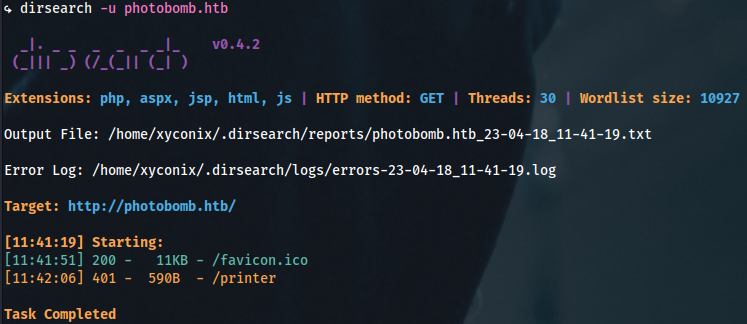 ↪ dirsearch -u photobomb.htb
  _|. _ _  _  _  _ _|_    v0.4.2
 (_||| _) (/_(_|| (_| )
Extensions: php, aspx, jsp, html, js | HTTP method: GET | Threads: 30 | Wordlist size: 10927
Output File: /home/xyconix/.dirsearch/reports/photobomb.htb_23-04-18_11-41-19.txt
Error Log: /home/xyconix/.dirsearch/logs/errors-23-04-18_11-41-19.log
Target: http://photobomb.htb/
[11:41:19] Starting:
[11:41:51] 200 -   11KB - /favicon.ico
[11:42:06] 401 -  590B  - /printer
Task Completed